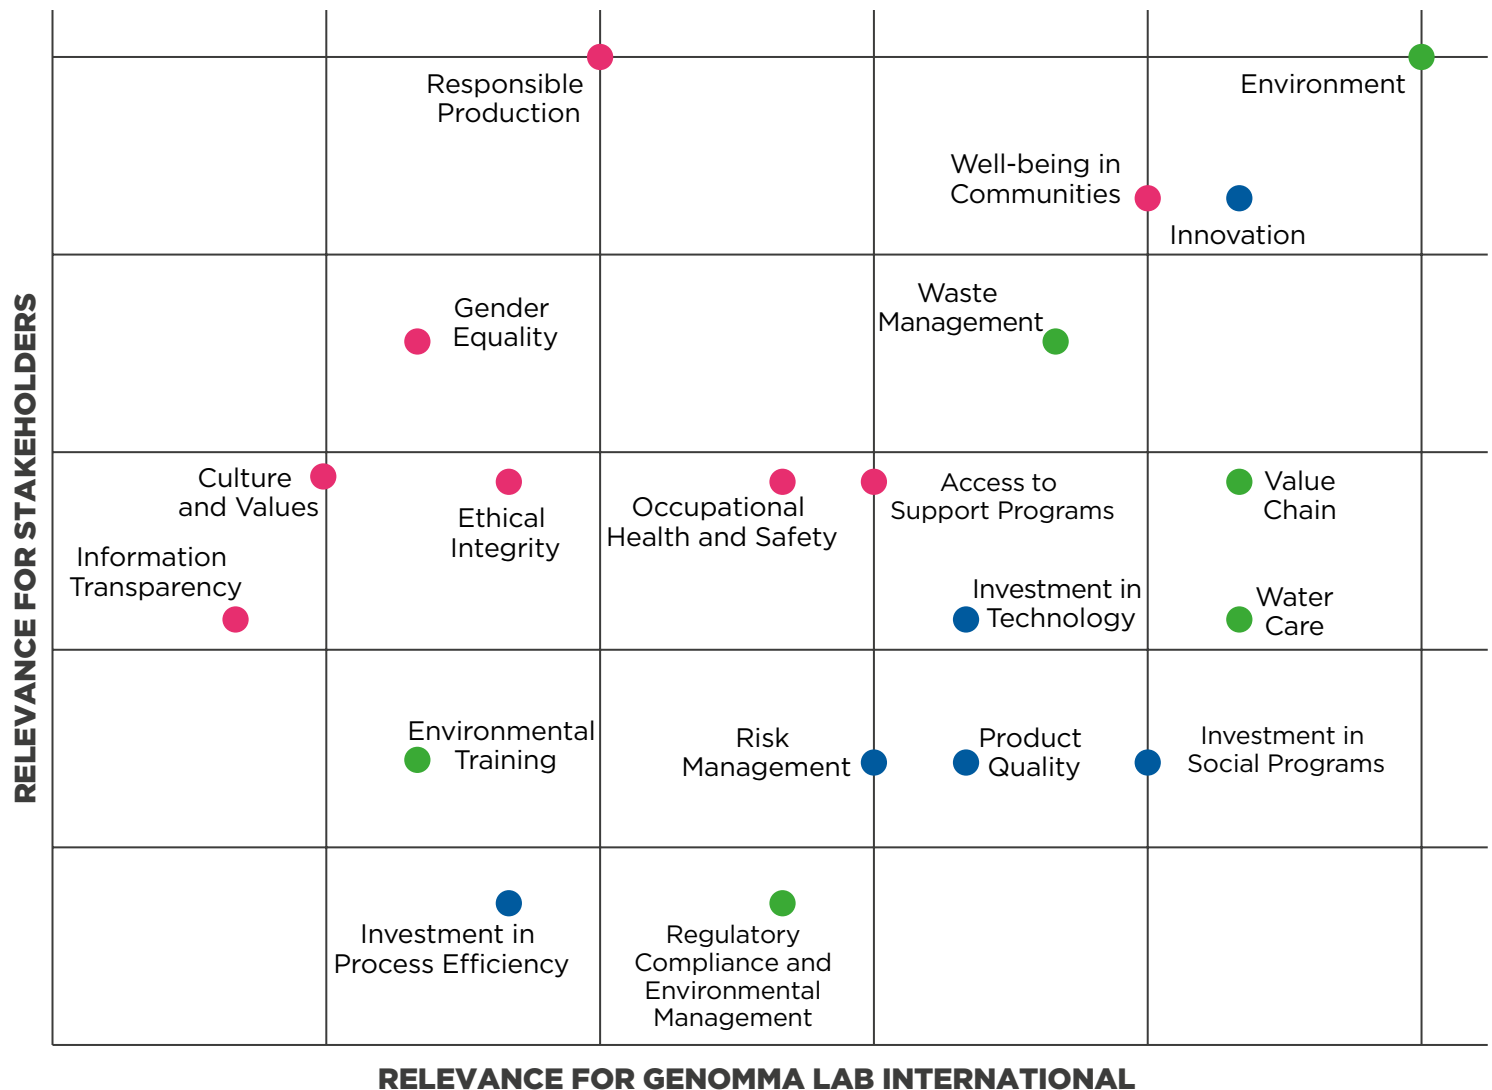 Responsible
Production
Environment
Well-being in
Communities
Innovation
Gender
Equality
Waste
Management
Culture
and Values
Ethical
Integrity
Occupational
Health and Safety
Access to
Support Programs
Value
Chain
Information
Transparency
Investment in
Technology
Water
Care
Environmental
Training
Risk
Management
Product
Quality
Investment in
Social Programs
Investment in
Process Efficiency
Regulatory
Compliance and
Environmental
Management
RELEVANCE FOR STAKEHOLDERS
RELEVANCE FOR GENOMMA LAB INTERNATIONAL